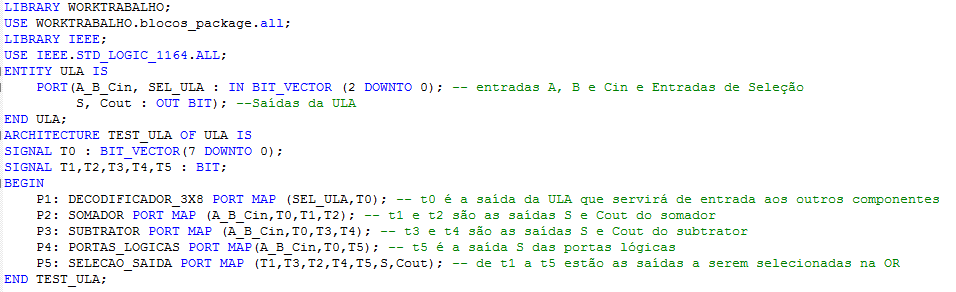 LIBRARY WORKTRABALHO;
USE WORKTRABALHO.blocos_package.all;
LIBRARY IEEE;
USE IEEE.STD_LOGIC_1164.ALL;
ENTITY ULA IS
    PORT(A_B_Cin, SEL_ULA : IN BIT_VECTOR (2 DOWNTO 0); -- entradas A, B e Cin e Entradas de Seleção
         S, Cout : OUT BIT); --Saídas da ULA
END ULA;
ARCHITECTURE TEST_ULA OF ULA IS
SIGNAL T0 : BIT_VECTOR(7 DOWNTO 0);
SIGNAL T1,T2,T3,T4,T5 : BIT;
BEGIN
    P1: DECODIFICADOR_3X8 PORT MAP (SEL_ULA,T0); -- t0 é a saída da ULA que servirá de entrada aos outros componentes
    P2: SOMADOR PORT MAP (A_B_Cin,T0,T1,T2); -- t1 e t2 são as saídas S e Cout do somador
    P3: SUBTRATOR PORT MAP (A_B_Cin,T0,T3,T4); -- t3 e t4 são as saídas S e Cout do subtrator
    P4: PORTAS_LOGICAS PORT MAP(A_B_Cin,T0,T5); -- t5 é a saída S das portas lógicas
    P5: SELECAO_SAIDA PORT MAP (T1,T3,T2,T4,T5,S,Cout); -- de t1 a t5 estão as saídas a serem selecionadas na OR
END TEST_ULA;